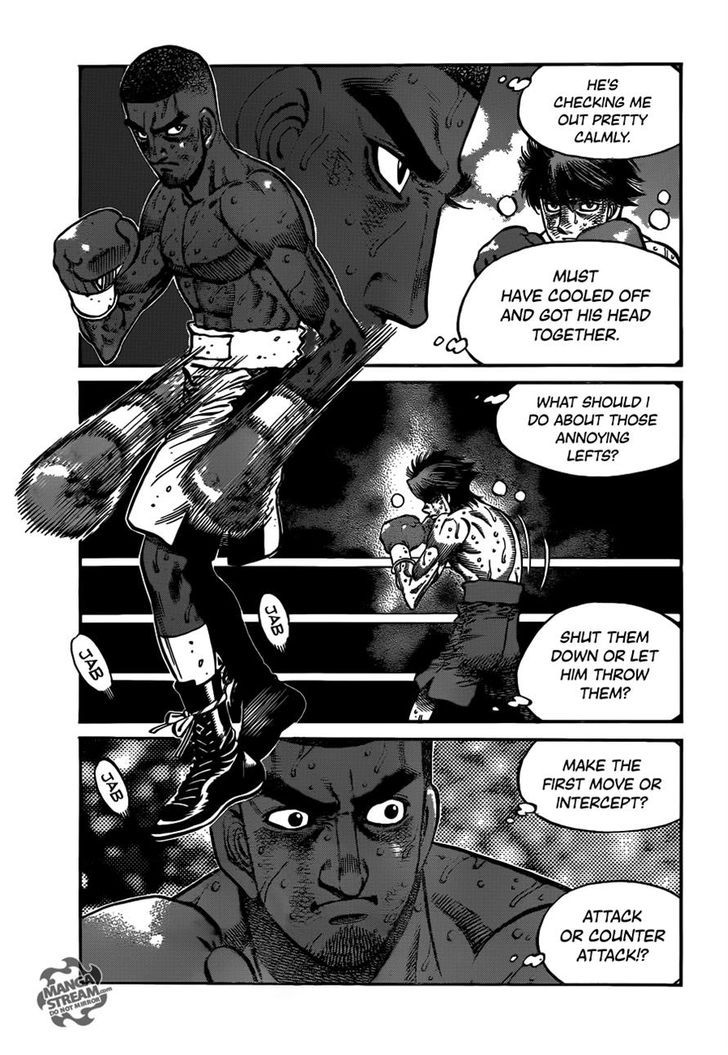 HE'S
CHECKING ME
OUT PRETTY
CALMLY.
MUST
HAVE COOLED OFF
AND GOT HIS HEAD
TOGETHER.
WHAT SHOULD I
DO ABOUT THOSE
ANNOYING
LEFTS?
JAB
JAB
SHUT THEM
DOWN OR LET
HIM THROW
THEM?
JAB
MAKE THE
FIRST MOVE OR
INTERCEPT?
ATTACK
OR COUNTER
ATTACK!?
MANGA
STREAM.COM
DO NOT MIRROR